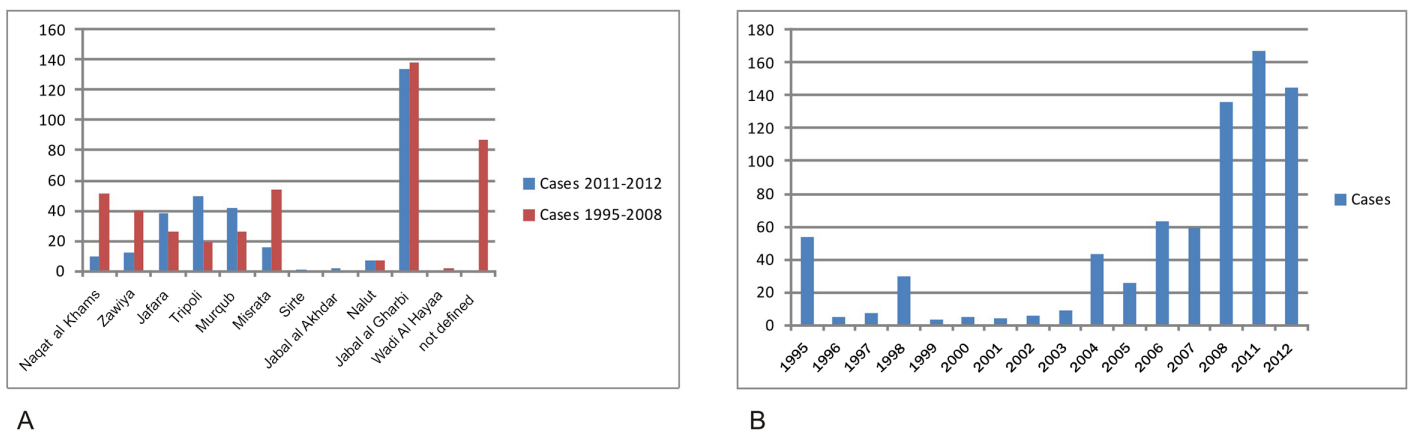 160
140
120
100
80
60
40
20
0
Naqat al Khams
Zawiya
Jafara
Tripoli
Murqub
Misrata
Sirte
Jabal al Akhdar
Nalut
Jabal al Gharbi
Wadi Al Hayaa
not defined
Cases 2011-2012
Cases 1995-2008
A
180
160
140
120
100
80
60
40
20
0
1995
1996
1997
1998
1999
2000
2001
2002
2003
2004
2005
2006
2007
2008
2011
2012
Cases
B